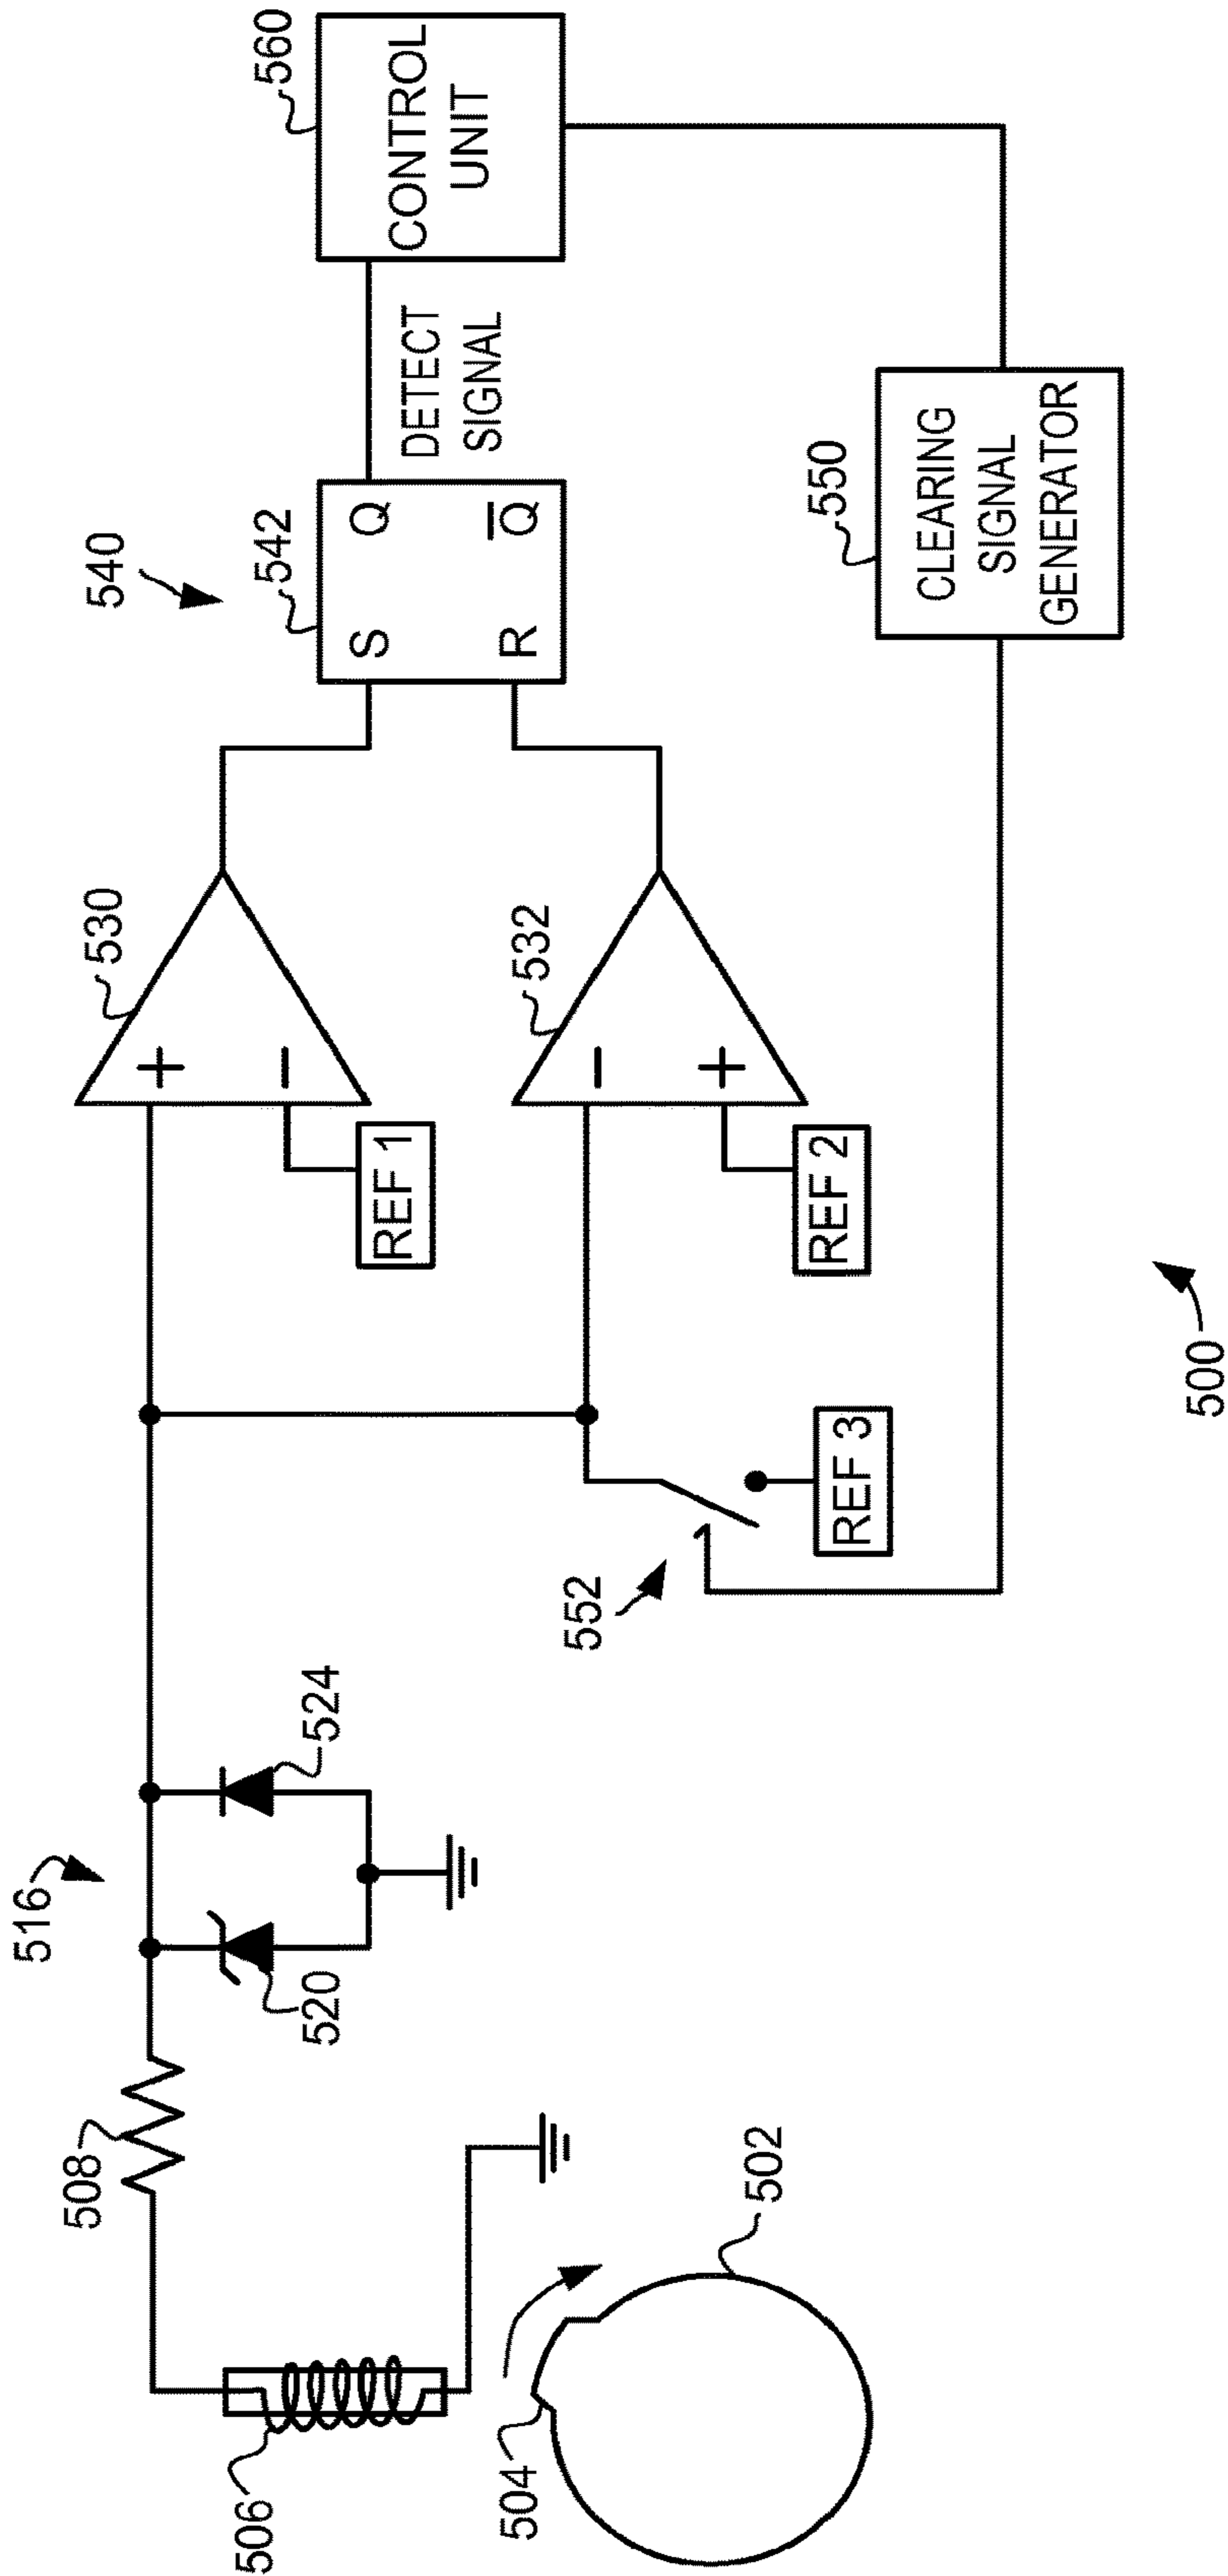 560
CONTROL
UNIT
DETECT
SIGNAL
540
542
S
Q
R
Q̅
550
CLEARING
SIGNAL
GENERATOR
530
+
−
REF 1
532
−
+
REF 2
REF 3
552
500
516
524
520
508
506
504
502